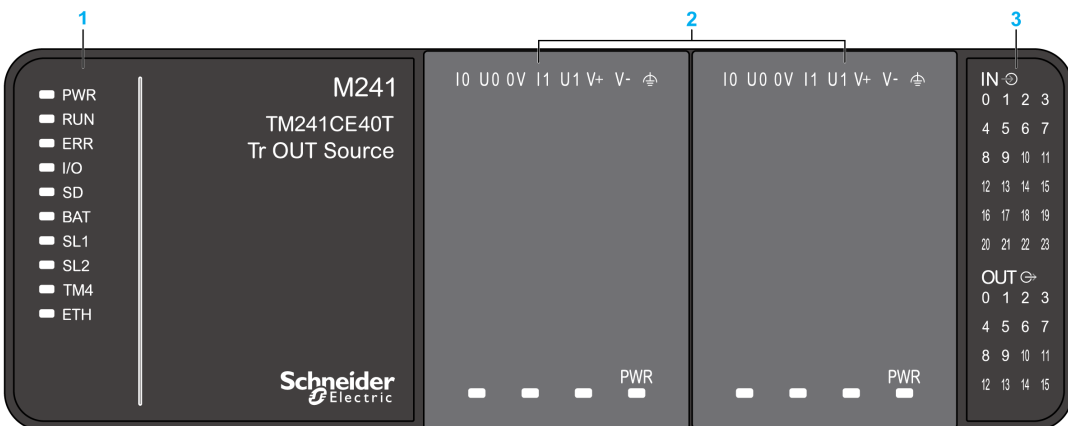 1
2
3
PWR
RUN
ERR
I/O
SD
BAT
SL1
SL2
TM4
ETH
M241
TM241CE40T
Tr OUT Source
Schneider
Electric
I0 U0 0V I1 U1 V+ V-
PWR
I0 U0 0V I1 U1 V+ V-
PWR
IN
0 1 2 3
4 5 6 7
8 9 10 11
12 13 14 15
16 17 18 19
20 21 22 23
OUT
0 1 2 3
4 5 6 7
8 9 10 11
12 13 14 15